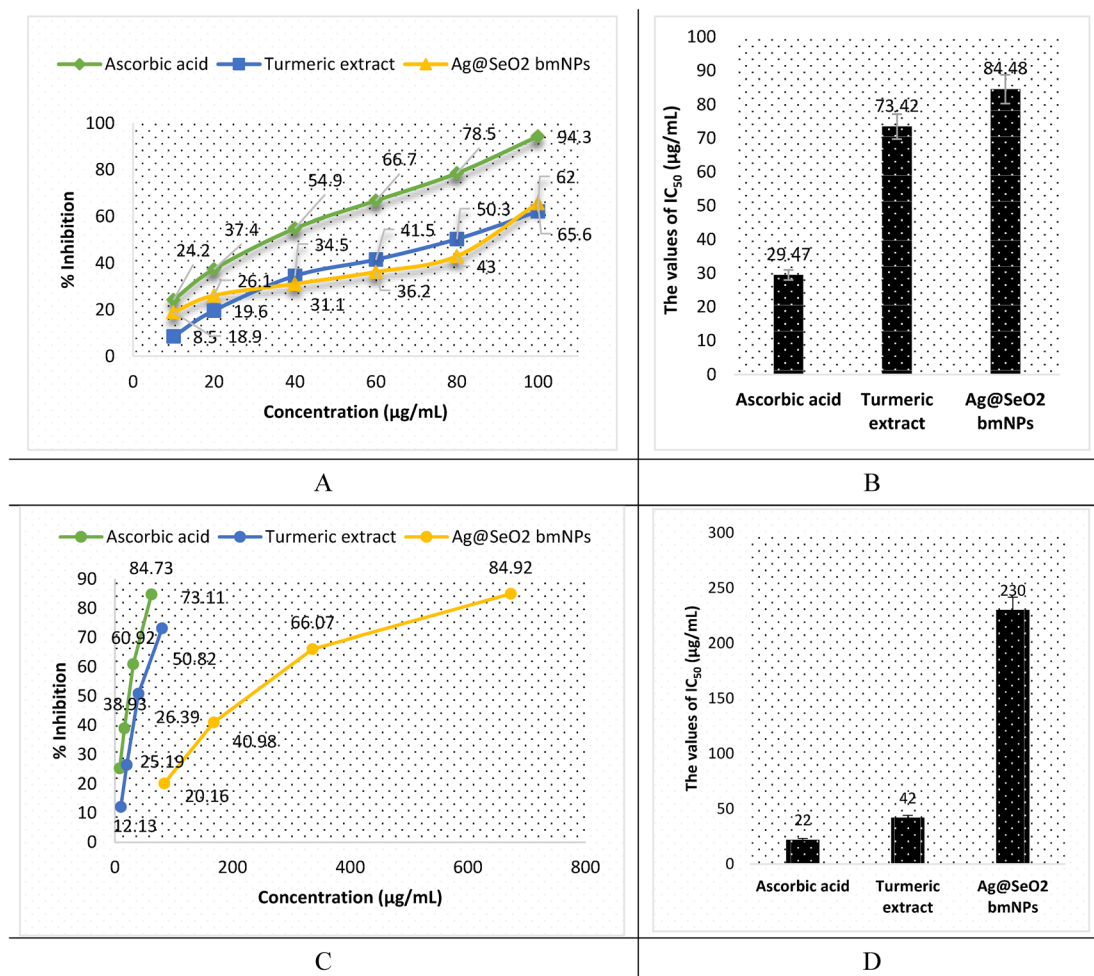 Ascorbic acid Turmeric extract Ag@SeO2 bmNPs
100
80
60
40
20
0
% Inhibition
24.2
37.4
54.9
66.7
78.5
94.3
8.5
19.6
34.5
41.5
50.3
62
18.9
26.1
31.1
36.2
43
65.6
0 20 40 60 80 100
Concentration (µg/mL)
A
100
90
80
70
60
50
40
30
20
10
0
The values of IC50 (µg/mL)
29.47
73.42
84.48
Ascorbic acid
Turmeric
extract
Ag@SeO2
bmNPs
B
Ascorbic acid Turmeric extract Ag@SeO2 bmNPs
90
80
70
60
50
40
30
20
10
0
% Inhibition
84.73
60.92
38.93
25.19
73.11
50.82
26.39
12.13
84.92
66.07
40.98
20.16
0 200 400 600 800
Concentration (µg/mL)
C
300
250
200
150
100
50
0
The values of IC50 (µg/mL)
22
42
230
Ascorbic acid
Turmeric
extract
Ag@SeO2
bmNPs
D